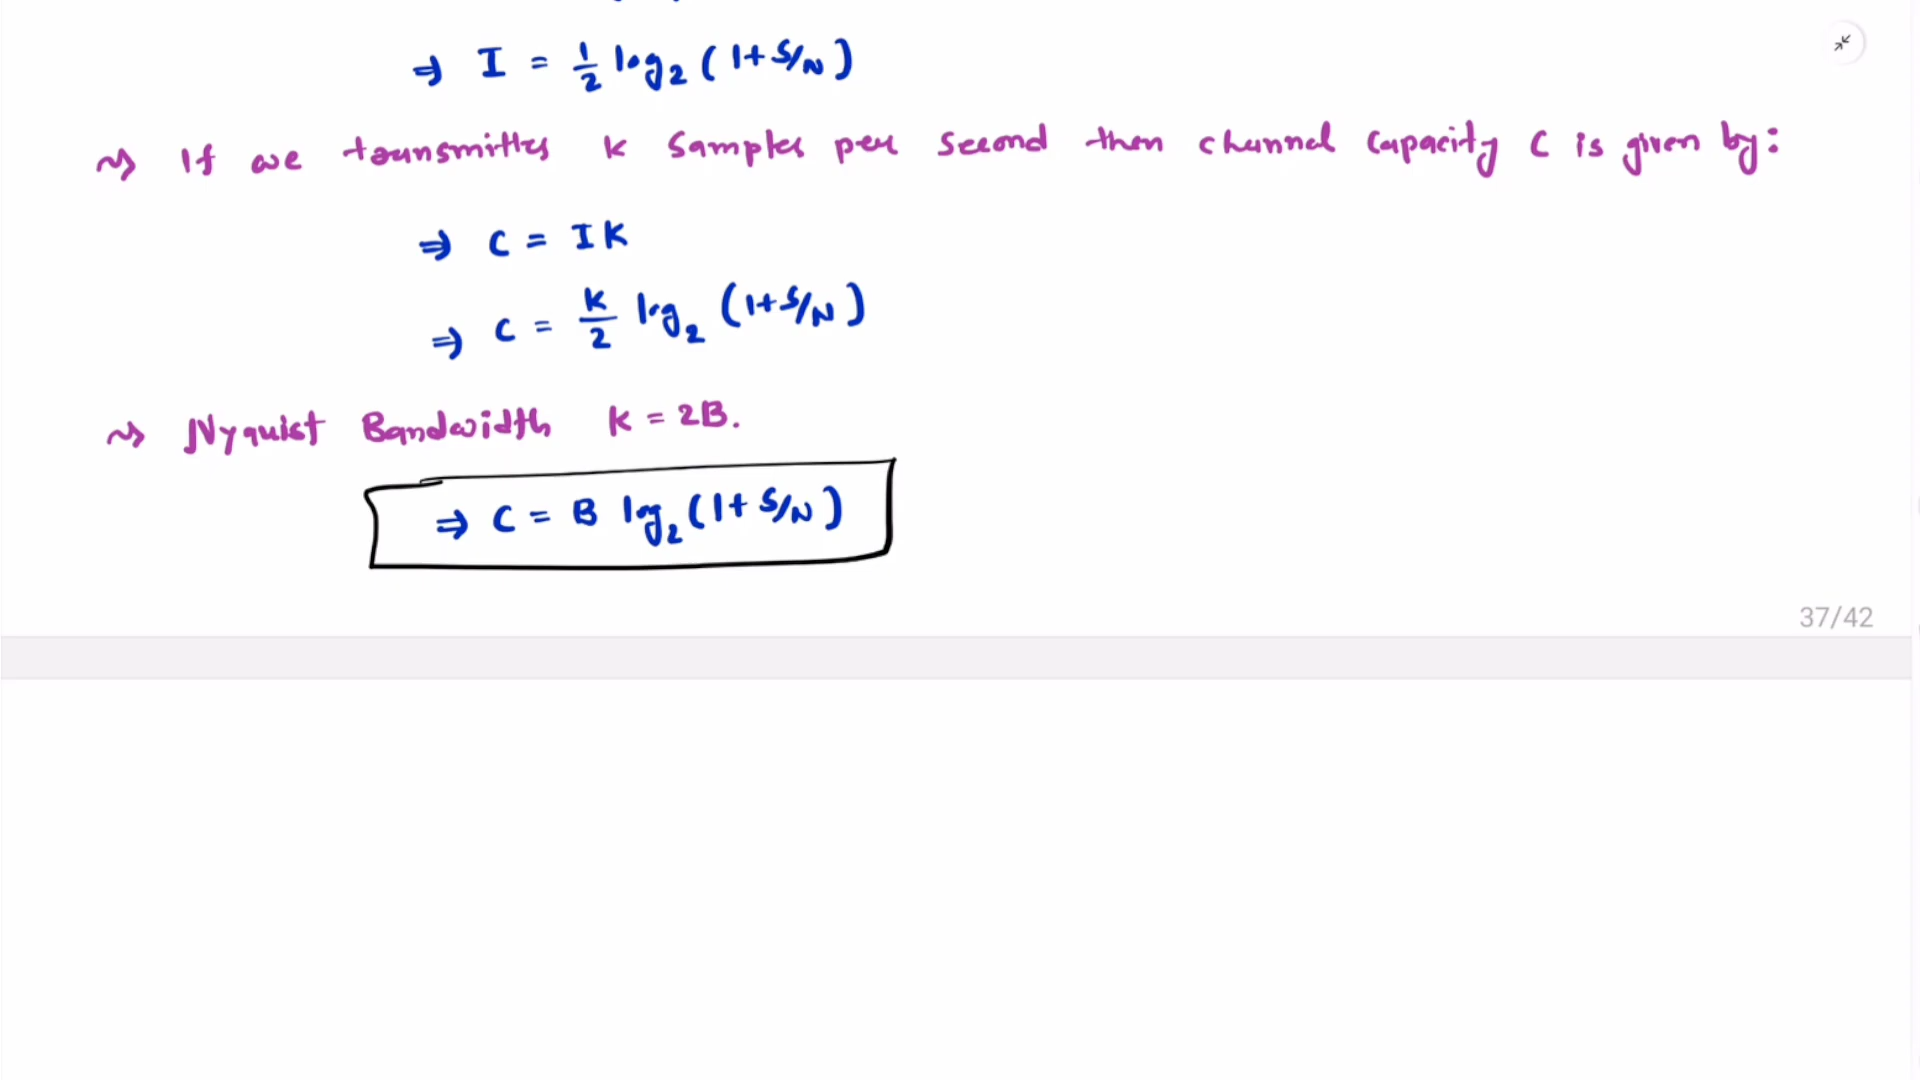 ⇒ I = 1/2 log₂ (1+S/N)
~> If we transmittes K Samples per Second then channel Capacity C is given by:
⇒ C = I K
⇒ C = K/2 log₂ (1+S/N)
~> Nyquist Bandwidth K = 2B.
⇒ C = B log₂ (1+ S/N)
37/42